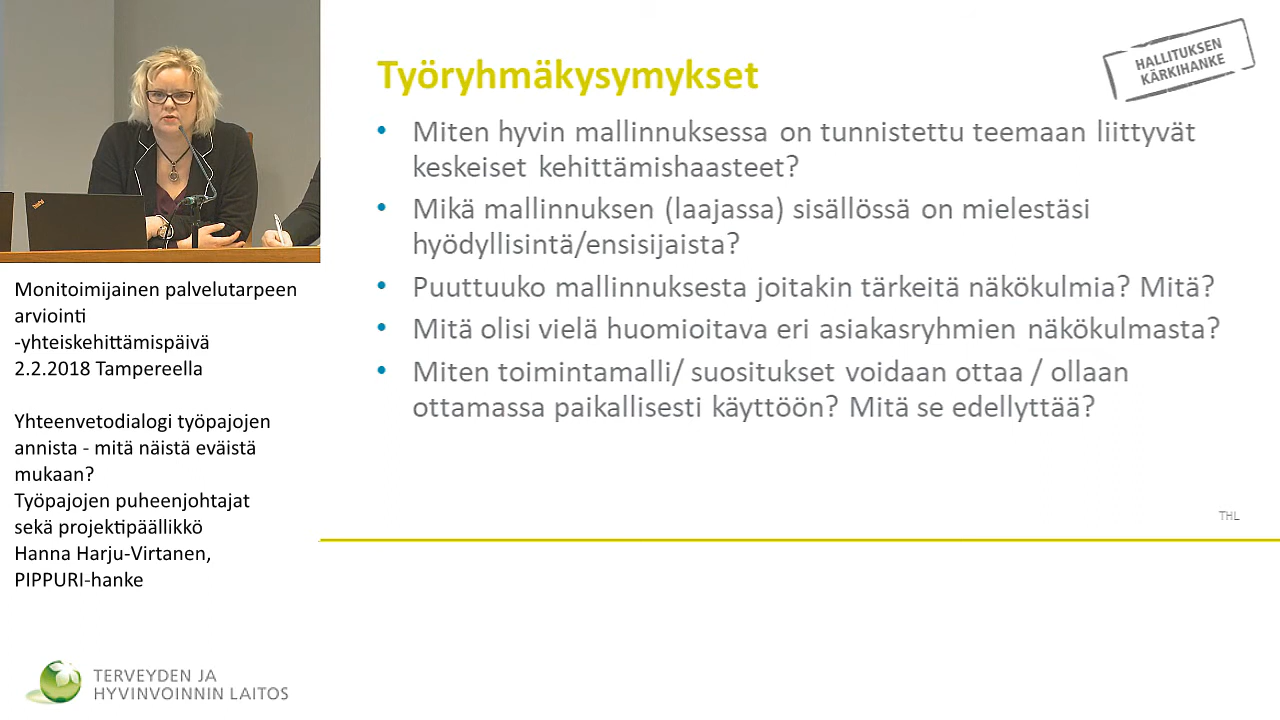 Työryhmäkysymykset
HALLITUKSEN
KÄRKIHANKE
• Miten hyvin mallinnuksessa on tunnistettu teemaan liittyvät
keskeiset kehittämishaasteet?
• Mikä mallinnuksen (laajassa) sisällössä on mielestäsi
hyödyllisintä/ensisijaista?
• Puuttuuko mallinnuksesta joitakin tärkeitä näkökulmia? Mitä?
• Mitä olisi vielä huomioitava eri asiakasryhmien näkökulmasta?
• Miten toimintamalli/ suositukset voidaan ottaa / ollaan
ottamassa paikallisesti käyttöön? Mitä se edellyttää?
THL
Monitoimijainen palvelutarpeen
arviointi
-yhteiskehittämispäivä
2.2.2018 Tampereella
Yhteenvetodialogi työpajojen
annista - mitä näistä eväistä
mukaan?
Työpajojen puheenjohtajat
sekä projektipäällikkö
Hanna Harju-Virtanen,
PIPPURI-hanke
TERVEYDEN JA
HYVINVOINNIN LAITOS